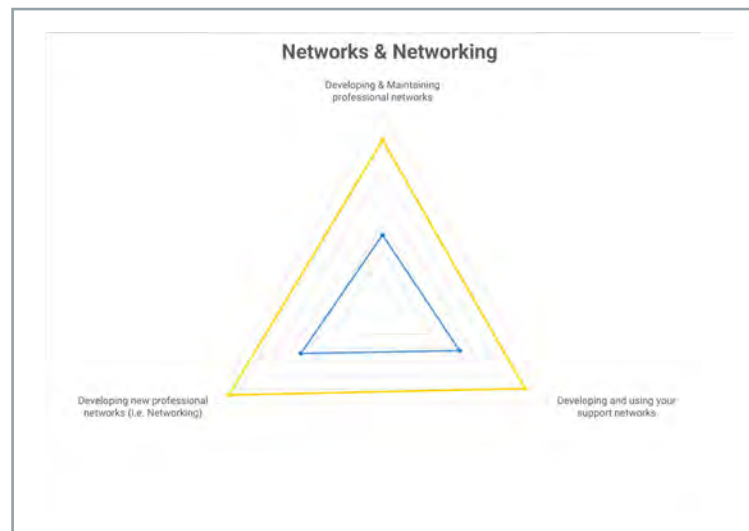 Networks & Networking
Developing & Maintaining
professional networks
Developing new professional
networks (i.e. Networking)
Developing and using your
support networks